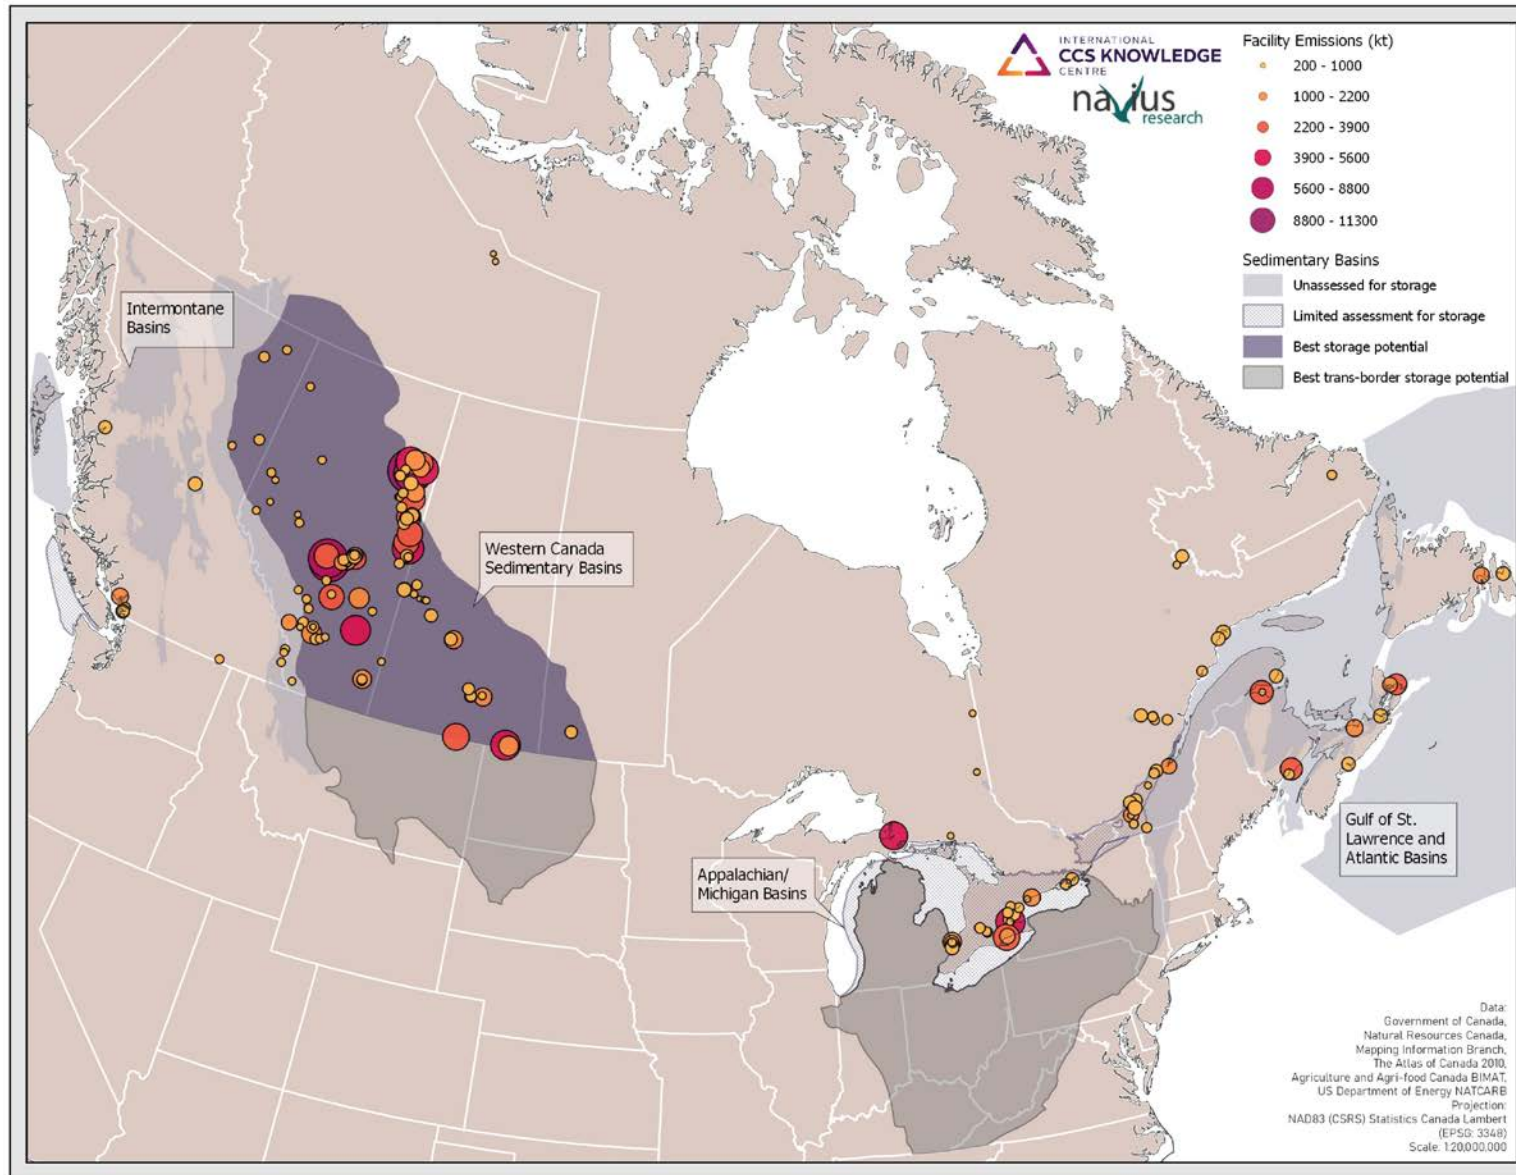 INTERNATIONAL
CCS KNOWLEDGE
CENTRE
navius
research
Facility Emissions (kt)
200 - 1000
1000 - 2200
2200 - 3900
3900 - 5600
5600 - 8800
8800 - 11300
Sedimentary Basins
Unassessed for storage
Limited assessment for storage
Best storage potential
Best trans-border storage potential
Intermontane
Basins
Western Canada
Sedimentary Basins
Appalachian/
Michigan Basins
Gulf of St.
Lawrence and
Atlantic Basins
Data:
Government of Canada,
Natural Resources Canada,
Mapping Information Branch,
The Atlas of Canada 2010,
Agriculture and Agri-food Canada BIMAT,
US Department of Energy NATCARB
Projection:
NAD83 (CSRS) Statistics Canada Lambert
(EPSG: 3348)
Scale: 1:20,000,000